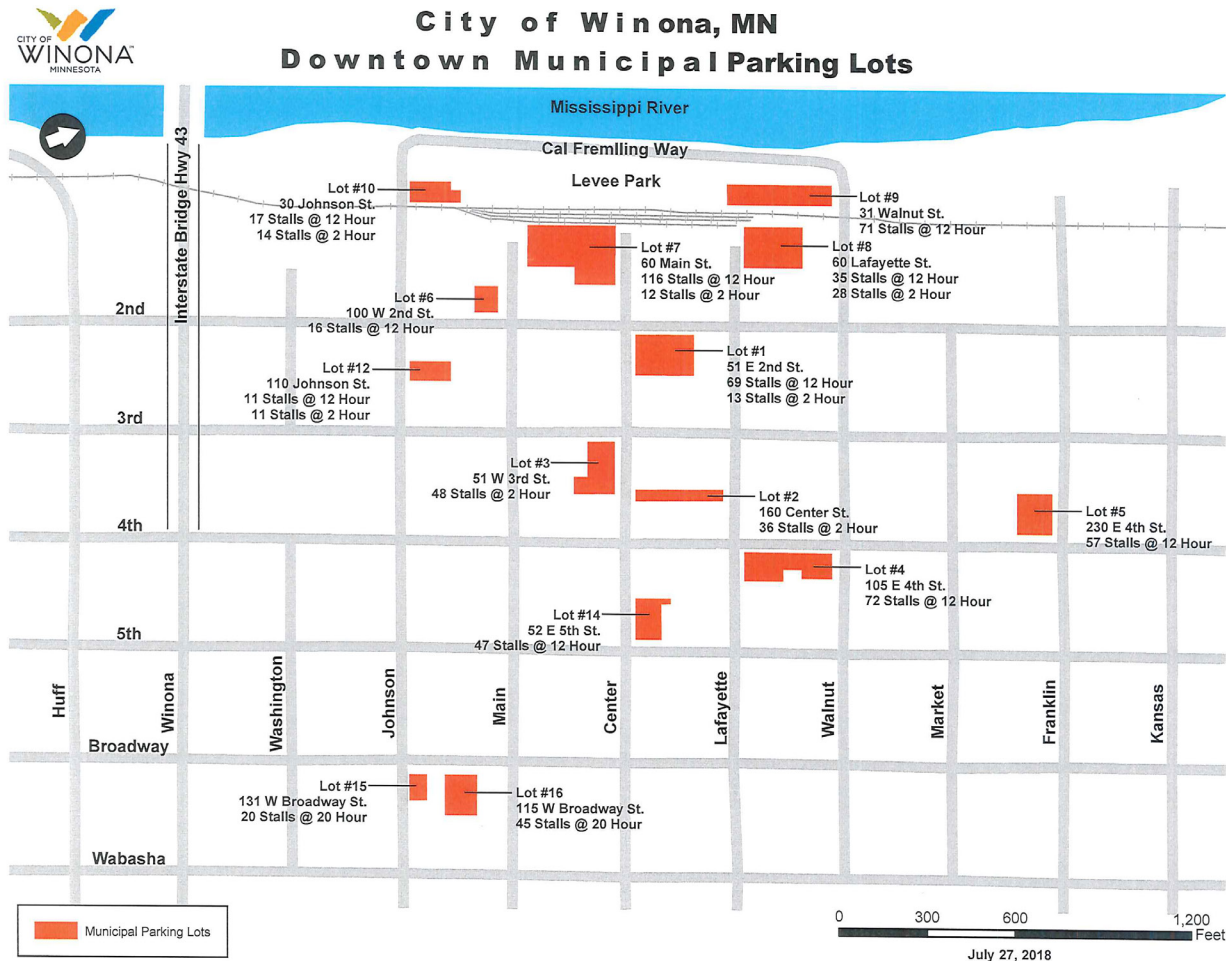 CITY OF
WINONA™
MINNESOTA
City of Winona, MN
Downtown Municipal Parking Lots
Mississippi River
Cal Fremlling Way
Levee Park
Interstate Bridge Hwy 43
Lot #10
30 Johnson St.
17 Stalls @ 12 Hour
14 Stalls @ 2 Hour
Lot #9
31 Walnut St.
71 Stalls @ 12 Hour
Lot #7
60 Main St.
116 Stalls @ 12 Hour
12 Stalls @ 2 Hour
Lot #8
60 Lafayette St.
35 Stalls @ 12 Hour
28 Stalls @ 2 Hour
Lot #6
100 W 2nd St.
16 Stalls @ 12 Hour
2nd
Lot #12
110 Johnson St.
11 Stalls @ 12 Hour
11 Stalls @ 2 Hour
Lot #1
51 E 2nd St.
69 Stalls @ 12 Hour
13 Stalls @ 2 Hour
3rd
Lot #3
51 W 3rd St.
48 Stalls @ 2 Hour
Lot #2
160 Center St.
36 Stalls @ 2 Hour
Lot #5
230 E 4th St.
57 Stalls @ 12 Hour
4th
Lot #4
105 E 4th St.
72 Stalls @ 12 Hour
Lot #14
52 E 5th St.
47 Stalls @ 12 Hour
5th
Huff
Winona
Washington
Johnson
Main
Center
Lafayette
Walnut
Market
Franklin
Kansas
Broadway
Lot #15
131 W Broadway St.
20 Stalls @ 20 Hour
Lot #16
115 W Broadway St.
45 Stalls @ 20 Hour
Wabasha
Municipal Parking Lots
0 300 600 1,200
Feet
July 27, 2018